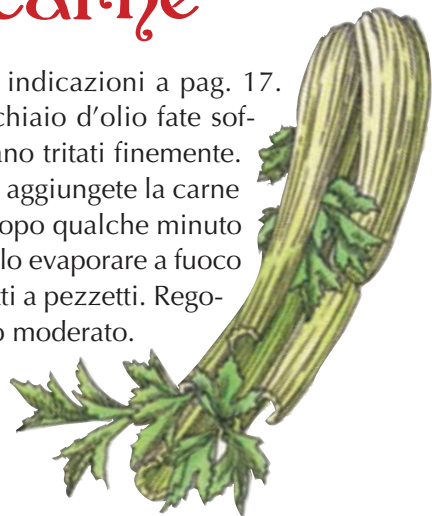 carne
indicazioni a pag. 17.
chiaio d'olio fate sof-
ano tritati finemente.
aggiungete la carne
opo qualche minuto
lo evaporare a fuoco
ti a pezzetti. Rego-
o moderato.